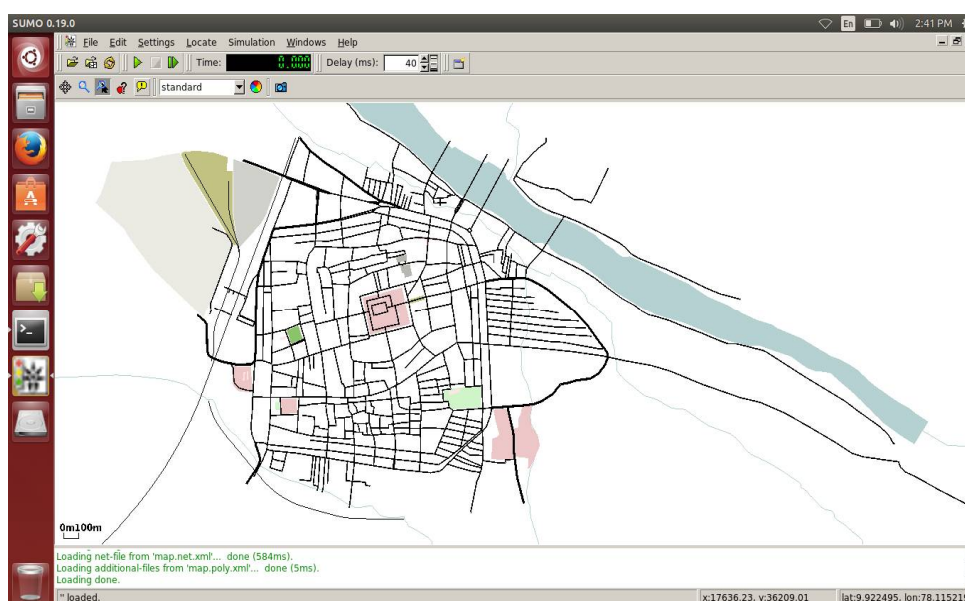 SUMO 0.19.0
En
2:41 PM
File Edit Settings Locate Simulation Windows Help
Time: 0.000 Delay (ms): 40
standard
0m100m
Loading net-file from 'map.net.xml'... done (584ms).
Loading additional-files from 'map.poly.xml'... done (5ms).
Loading done.
'' loaded.
x:17636.23, y:36209.01
lat:9.922495, lon:78.115219